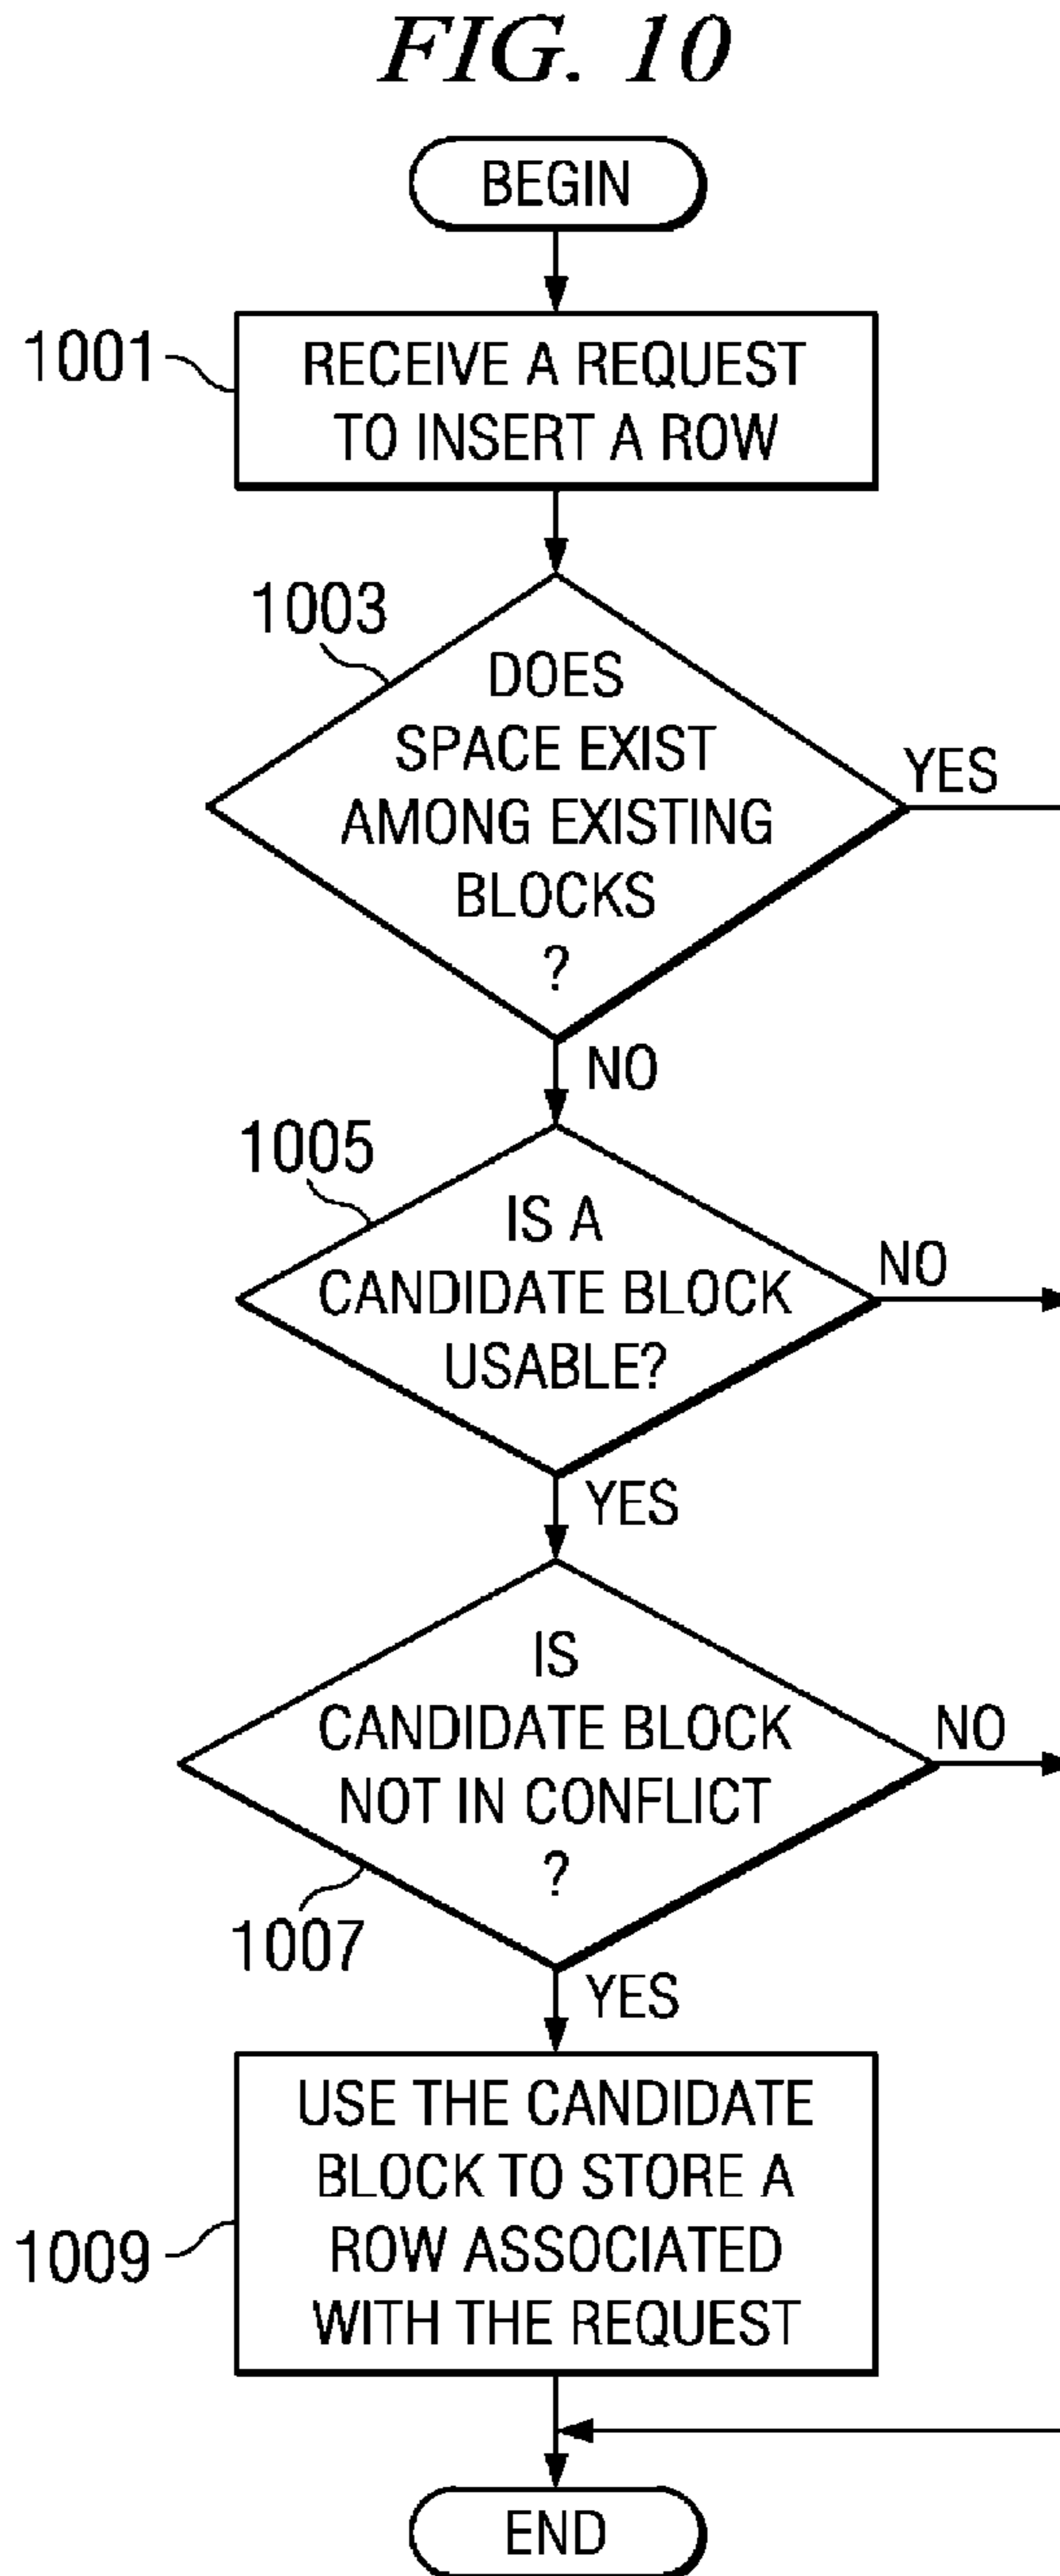 FIG. 10
BEGIN
1001
RECEIVE A REQUEST
TO INSERT A ROW
1003
DOES
SPACE EXIST
AMONG EXISTING
BLOCKS
?
YES
NO
1005
IS A
CANDIDATE BLOCK
USABLE?
NO
YES
IS
CANDIDATE BLOCK
NOT IN CONFLICT
?
NO
1007
YES
USE THE CANDIDATE
BLOCK TO STORE A
ROW ASSOCIATED
WITH THE REQUEST
1009
END